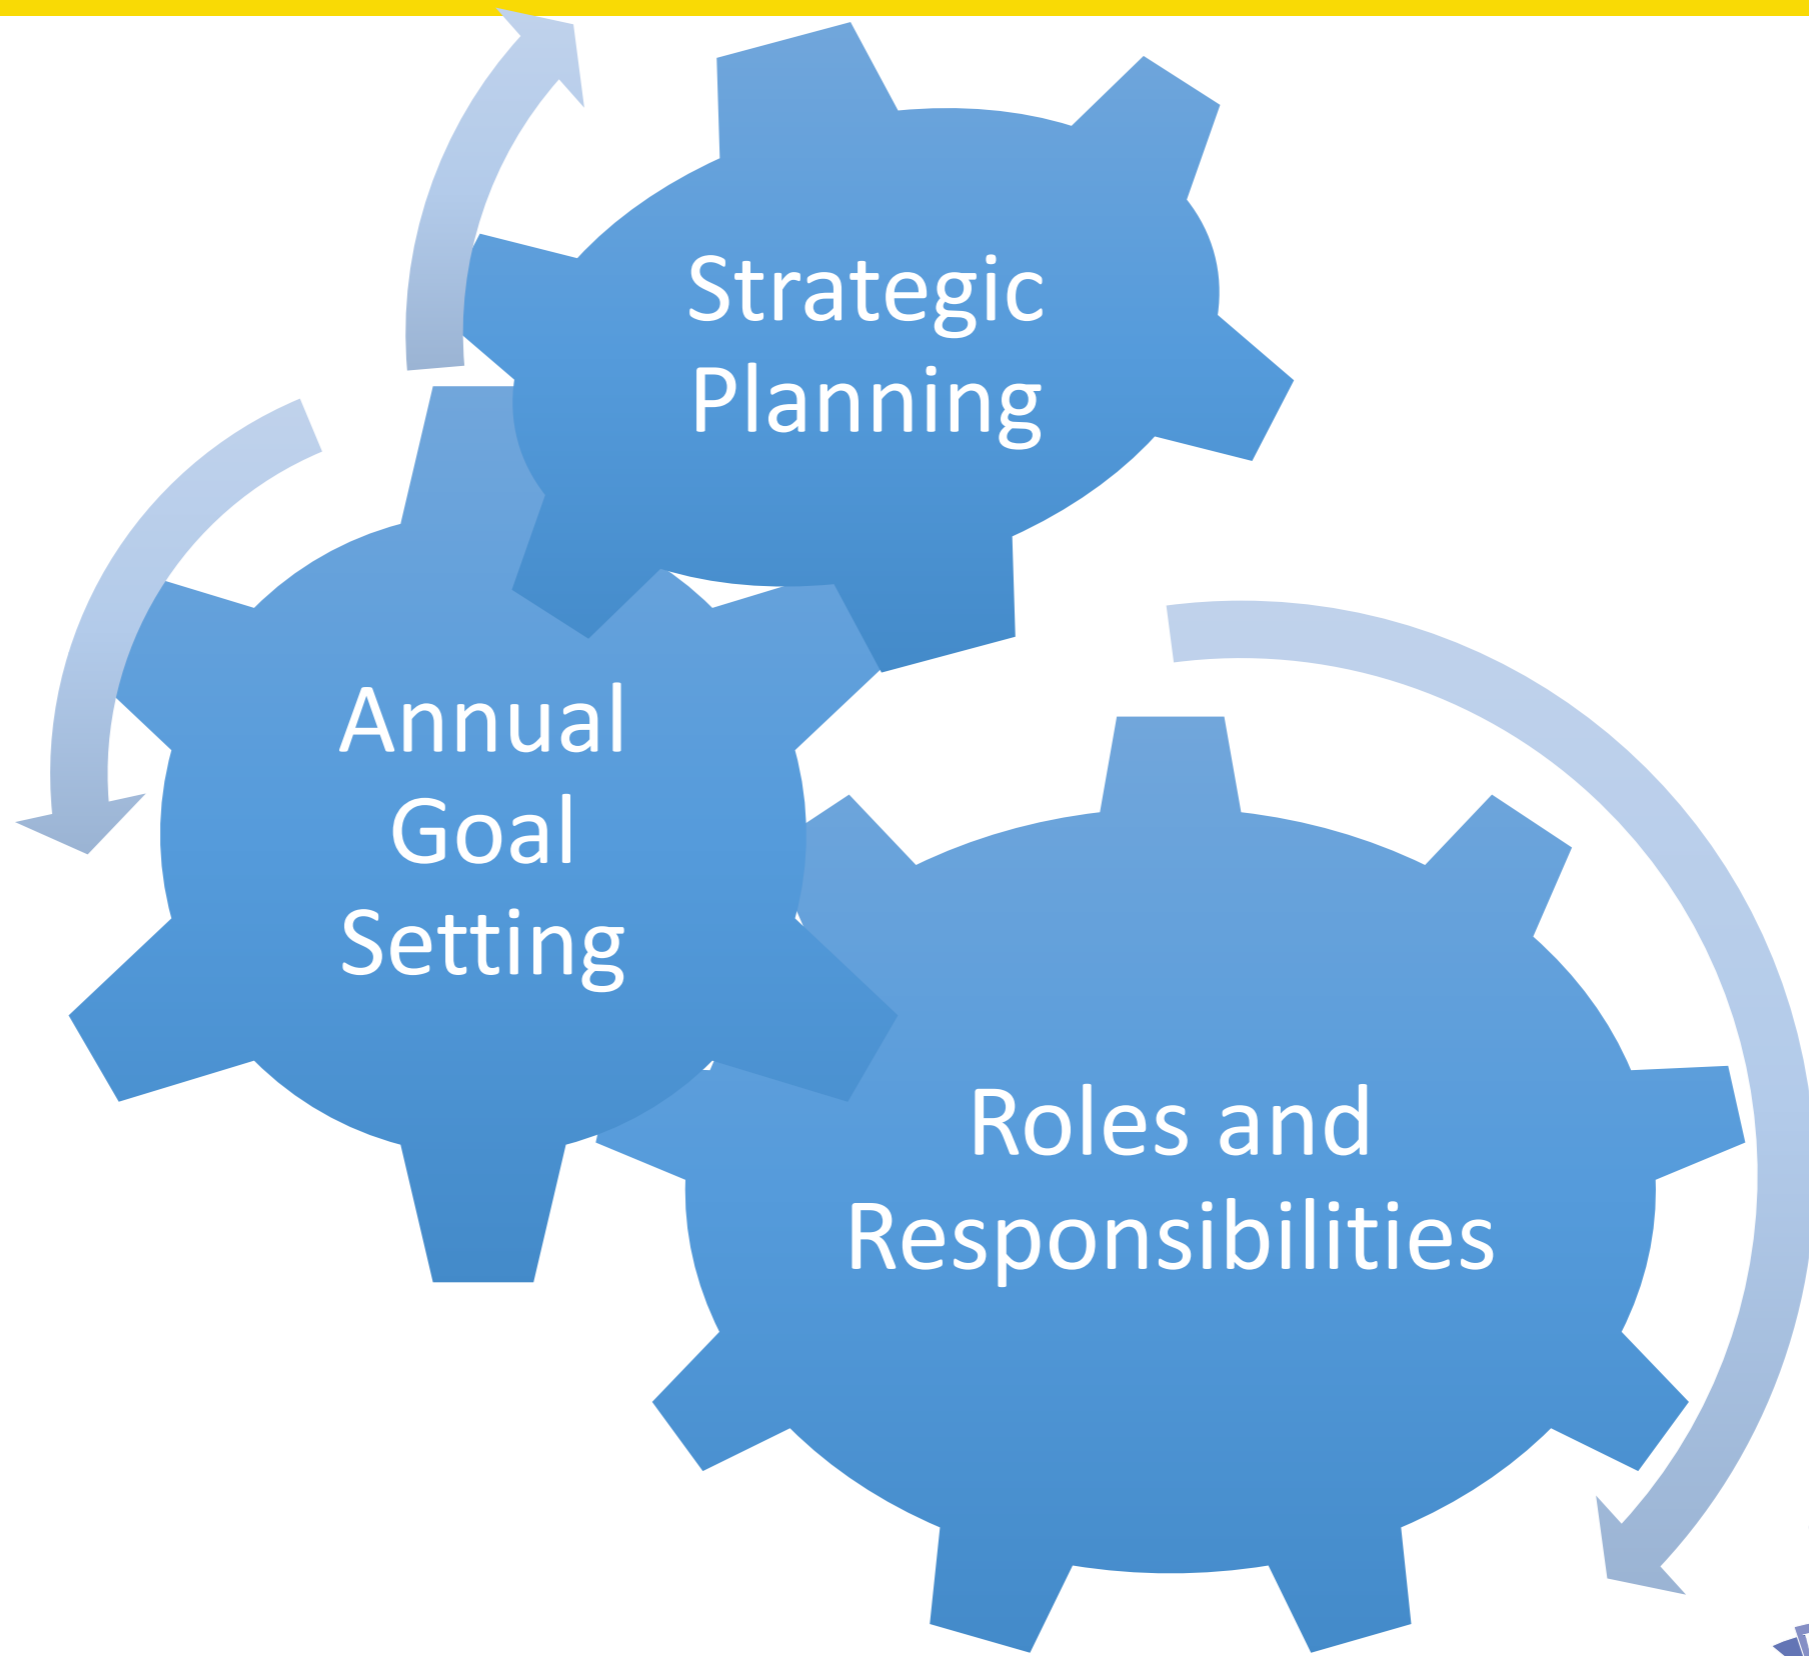 Strategic
Planning
Annual
Goal
Setting
Roles and
Responsibilities